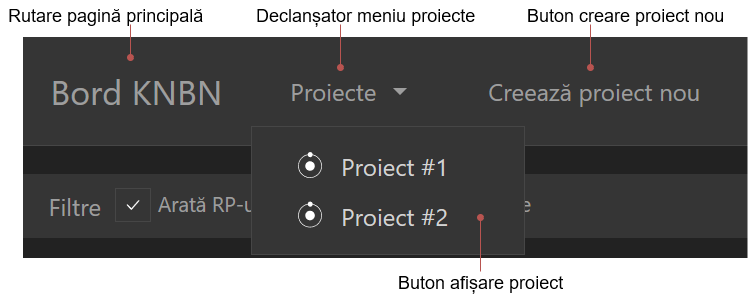 Rutare pagină principală
Declanșator meniu proiecte
Buton creare proiect nou
Bord KNBN
Proiecte
Creează proiect nou
Proiect #1
Filtre
Arată RP-u
Proiect #2
e
Buton afișare proiect